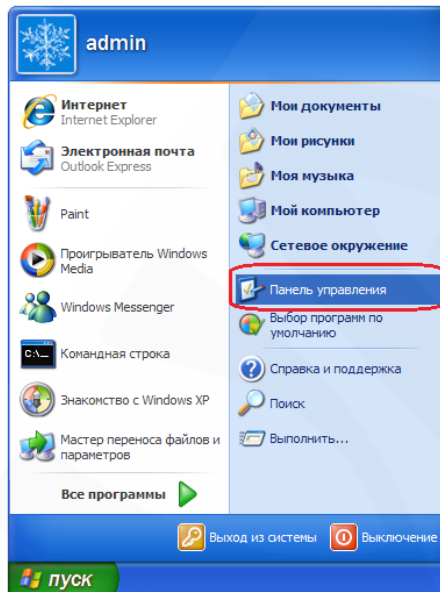 admin
Интернет
Internet Explorer
Электронная почта
Outlook Express
Paint
Проигрыватель Windows
Media
Windows Messenger
C:\_
Командная строка
Знакомство с Windows XP
Мастер переноса файлов и
параметров
Все программы
Мои документы
Мои рисунки
Моя музыка
Мой компьютер
Сетевое окружение
Панель управления
Выбор программ по
умолчанию
Справка и поддержка
Поиск
Выполнить...
Выход из системы
Выключение
пуск